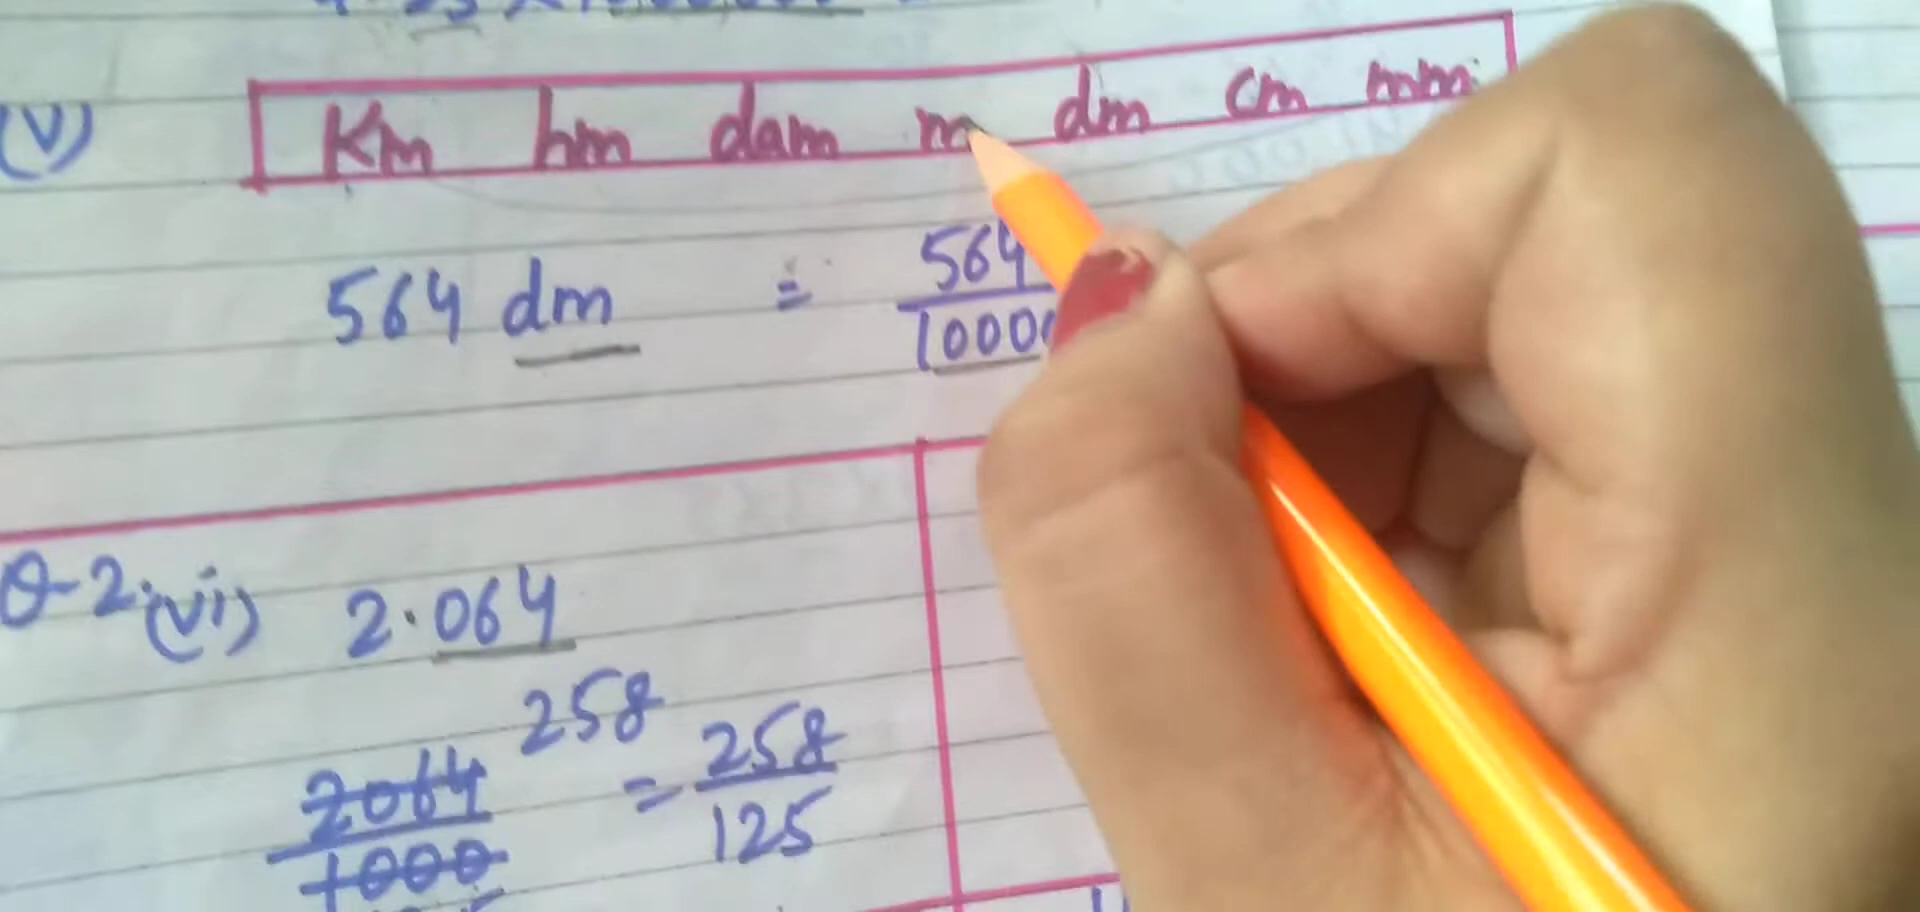 (V) Km hm dam m dm cm mm
564 dm = 564/1000
Q-2.(vi) 2.064
258
2064/1000 = 258/125